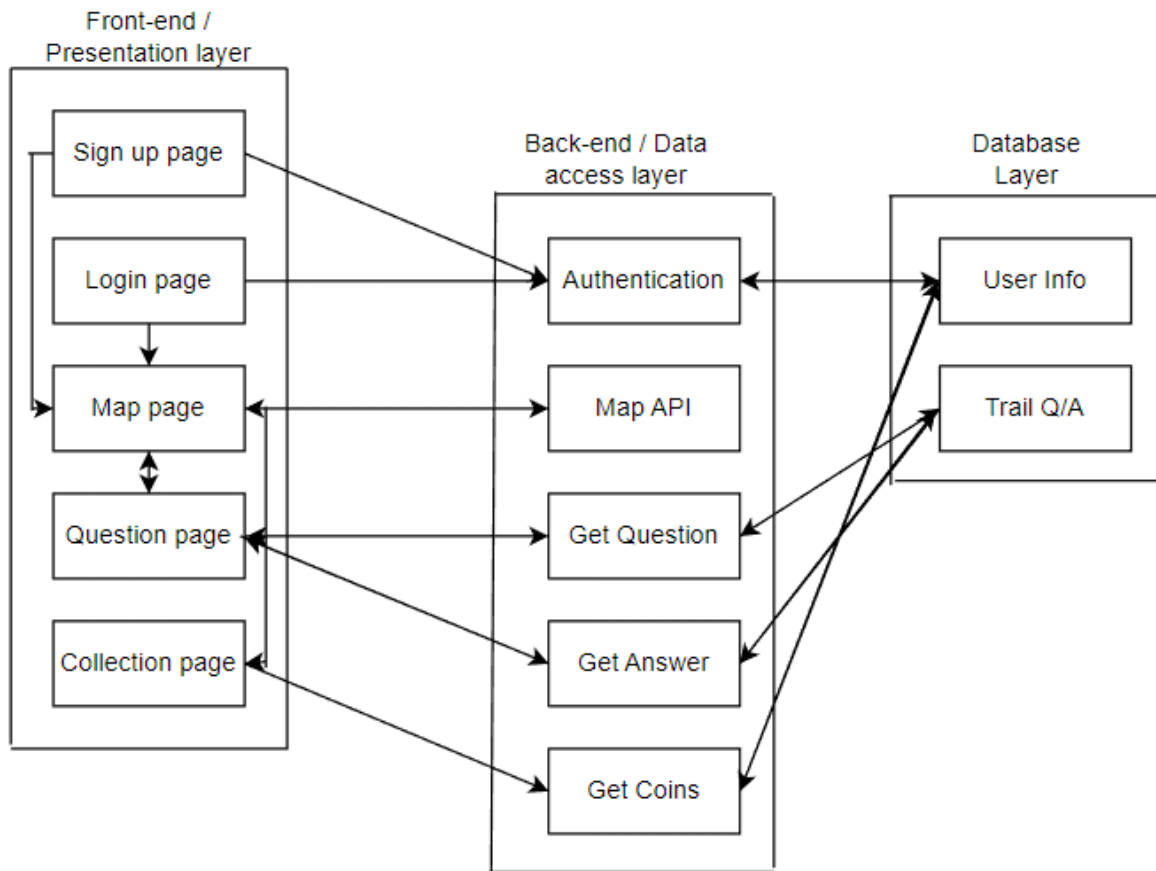 Front-end /
Presentation layer
Sign up page
Login page
Map page
Question page
Collection page
Back-end / Data
access layer
Authentication
Map API
Get Question
Get Answer
Get Coins
Database
Layer
User Info
Trail Q/A